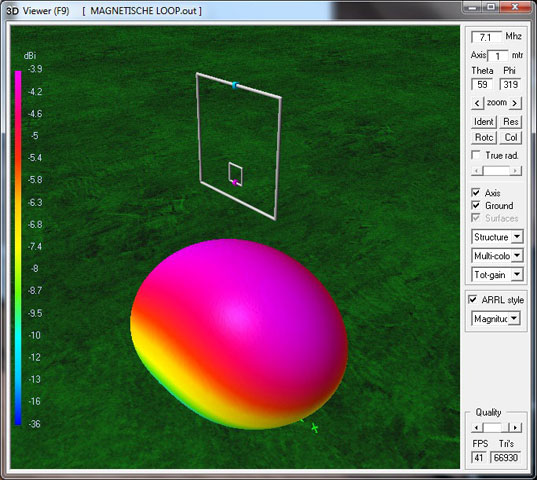 3D Viewer (F9) [ MAGNETISCHE LOOP.out ]
dBi
-3.9
-4.2
-4.6
-5
-5.4
-5.8
-6.3
-6.8
-7.4
-8
-8.7
-9.5
-10
-12
-13
-16
-36
X
7.1 Mhz
Axis 1 mtr
Theta Phi
59 319
< zoom >
Ident Res
Rotc Col
True rad.
Axis
Ground
Surfaces
Structure
Multi-colo
Tot-gain
ARRL style
Magnitud
Quality
FPS Tri's
41 66930